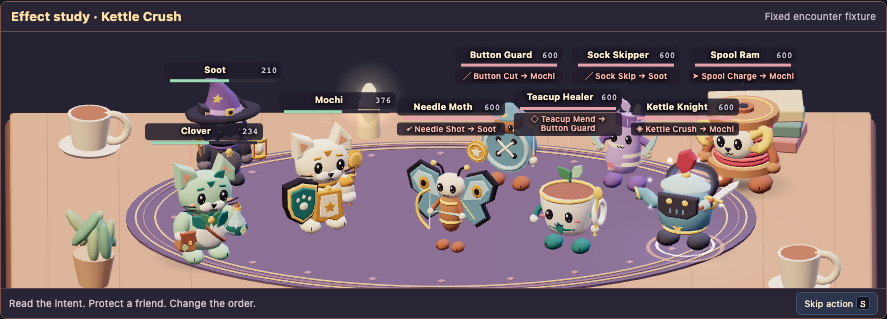 Effect study · Kettle Crush
Fixed encounter fixture
Button Guard 600
Button Cut → Mochi
Sock Skipper 600
Sock Skip → Soot
Spool Ram 600
Spool Charge → Mochi
Soot 210
Mochi 376
Needle Moth 600
Needle Shot → Soot
Teacup Healer 600
Teacup Mend →
Button Guard
Kettle Knight 600
Kettle Crush → Mochi
Clover 234
Read the intent. Protect a friend. Change the order.
Skip action S